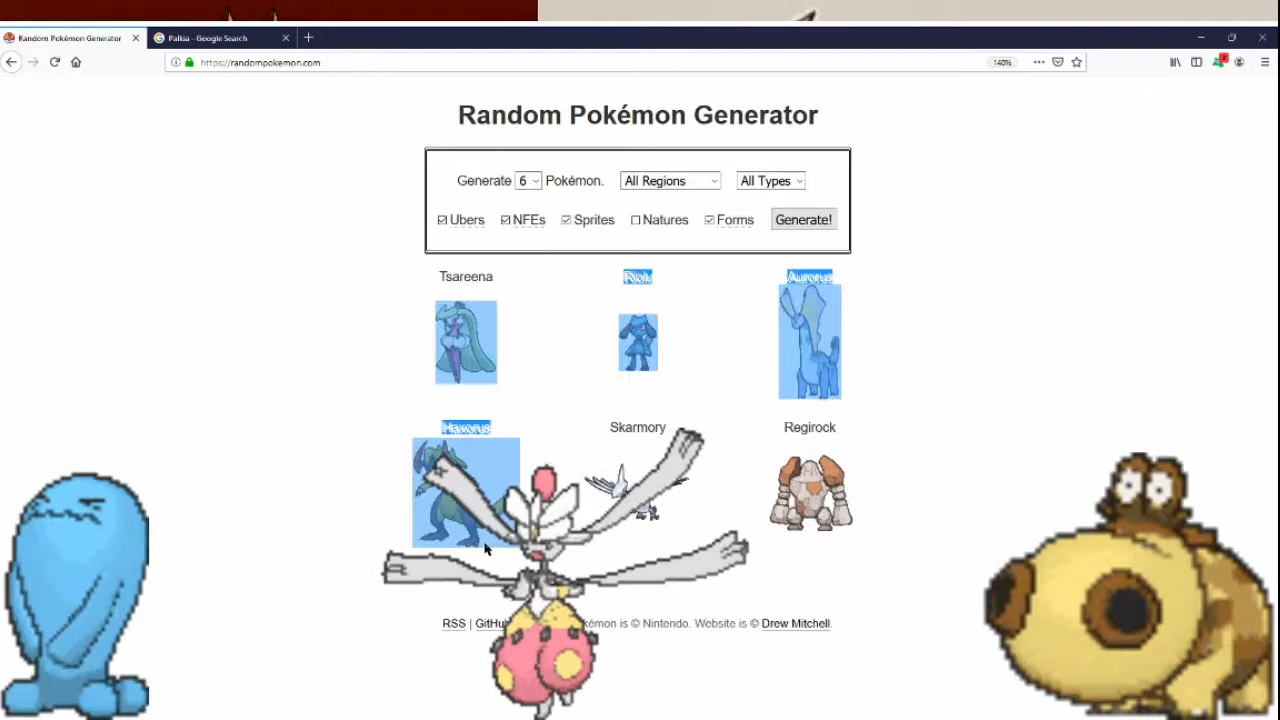 Random Pokémon Generator
Palkia - Google Search
https://randompokemon.com
140%
Random Pokémon Generator
Generate 6 Pokémon. All Regions All Types
Ubers NFEs Sprites Natures Forms Generate!
Tsareena Riolu Aurorus
Haxorus Skarmory Regirock
RSS | GitHub
kémon is © Nintendo. Website is © Drew Mitchell.